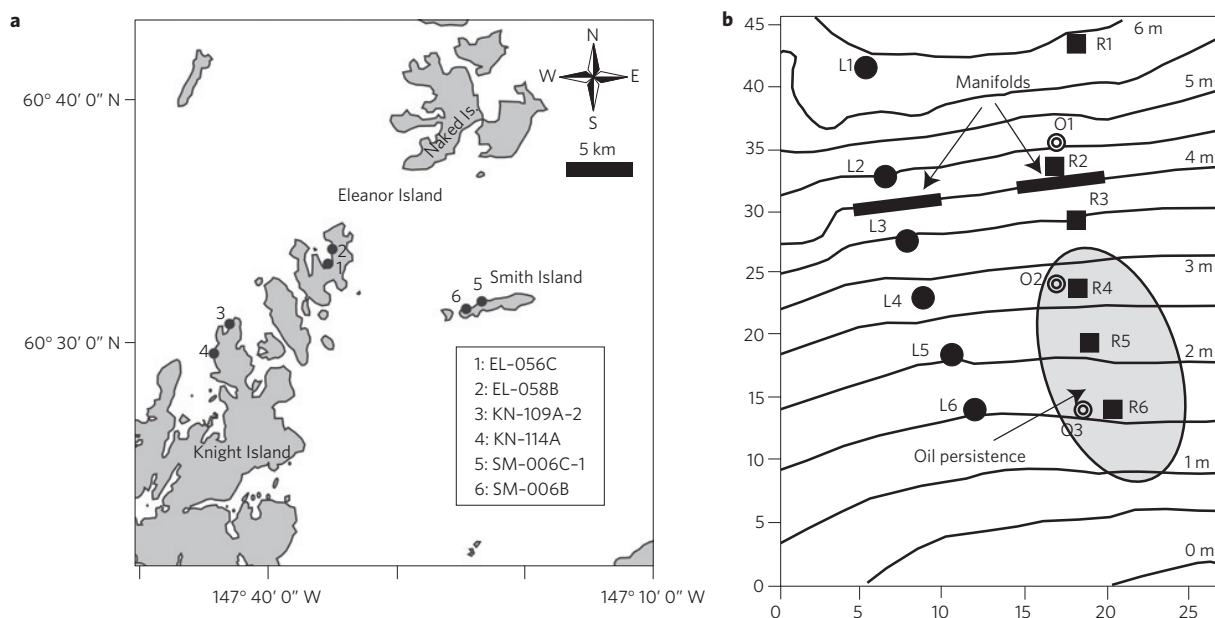 a
N
W E
S
60° 40′ 0″ N
Naked Is.
5 km
Eleanor Island
2
1
Smith Island
5
6
3
60° 30′ 0″ N
4
1: EL-056C
2: EL-058B
3: KN-109A-2
4: KN-114A
5: SM-006C-1
6: SM-006B
Knight Island
147° 40′ 0″ W
147° 10′ 0″ W
b
45
6 m
R1
L1
40
Manifolds
5 m
35
O1
4 m
L2
R2
30
R3
L3
25
3 m
O2
R4
L4
20
R5
L5
2 m
15
L6
R6
O3
10
Oil persistence
1 m
5
0 m
0
0 5 10 15 20 25